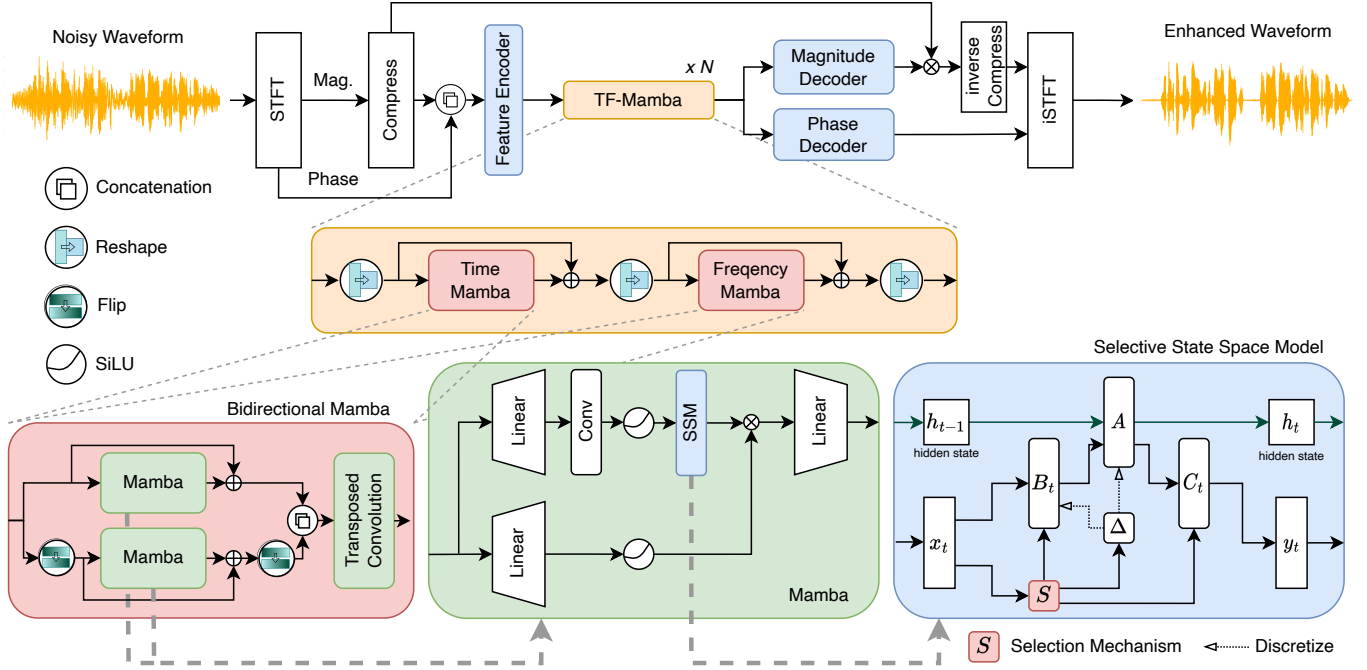 Noisy Waveform
STFT
Mag.
Phase
Compress
Feature Encoder
TF-Mamba
x N
Magnitude
Decoder
Phase
Decoder
inverse
Compress
iSTFT
Enhanced Waveform
Concatenation
Reshape
Flip
SiLU
Time
Mamba
Freqency
Mamba
Bidirectional Mamba
Mamba
Mamba
Transposed
Convolution
Linear
Conv
SSM
Linear
Linear
Mamba
Selective State Space Model
h_{t-1}
hidden state
A
h_t
hidden state
B_t
C_t
Δ
x_t
y_t
S
S Selection Mechanism
Discretize